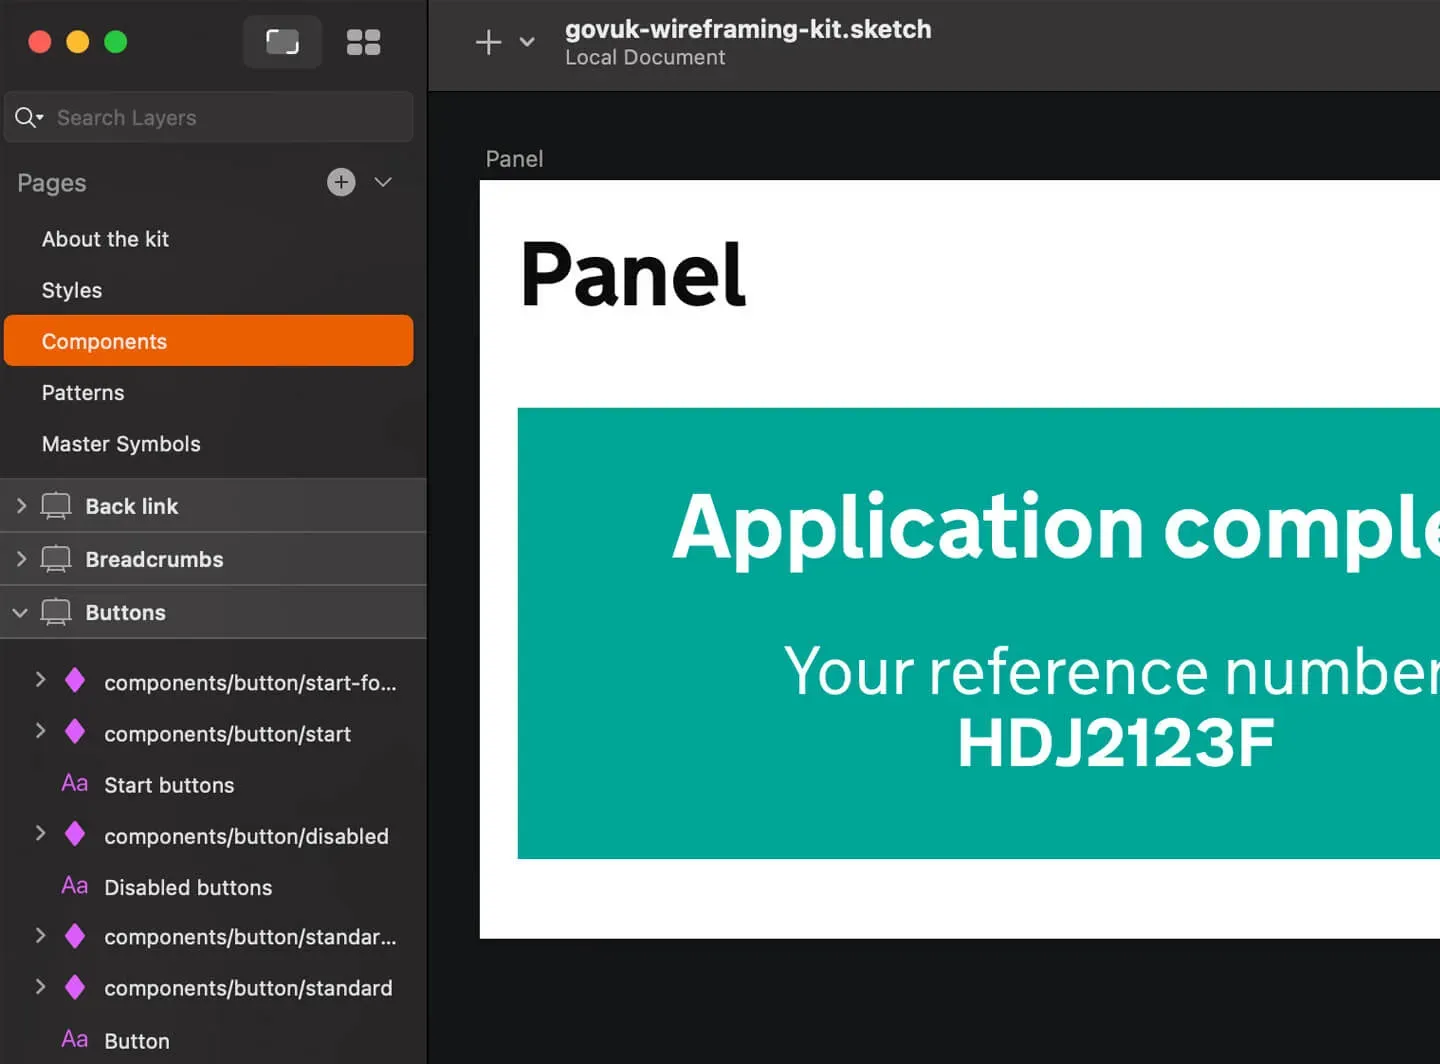 govuk-wireframing-kit.sketch
Local Document
Search Layers
Pages
About the kit
Styles
Components
Patterns
Master Symbols
Back link
Breadcrumbs
Buttons
components/button/start-fo...
components/button/start
Aa Start buttons
components/button/disabled
Aa Disabled buttons
components/button/standar...
components/button/standard
Aa Button
Panel
Panel
Application comple
Your reference number
HDJ2123F